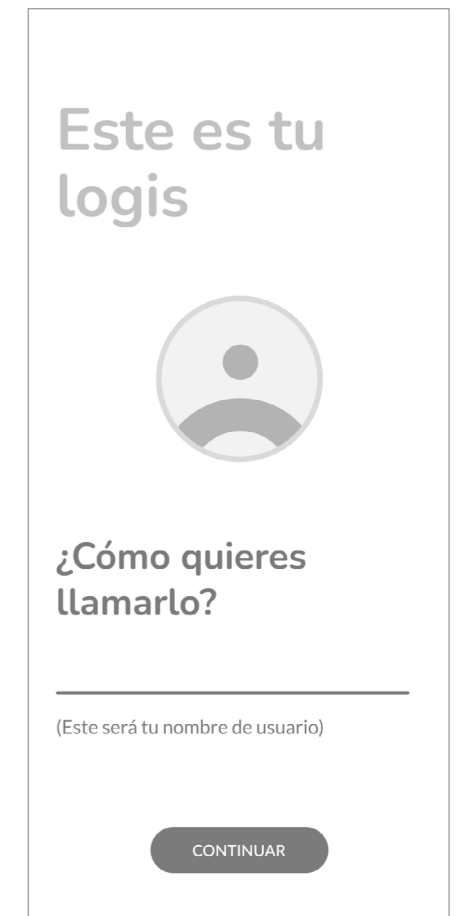 Este es tu
logis
¿Cómo quieres
llamarlo?
(Este será tu nombre de usuario)
CONTINUAR